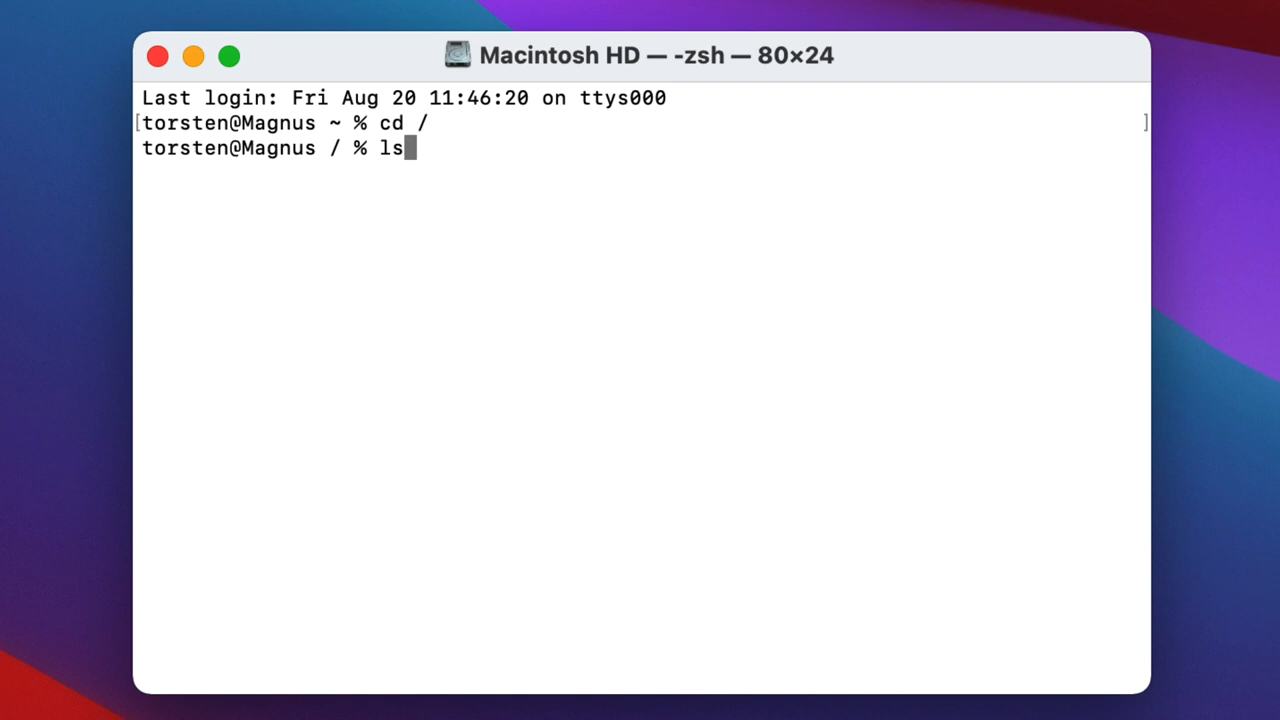 Macintosh HD — -zsh — 80×24
Last login: Fri Aug 20 11:46:20 on ttys000
[torsten@Magnus ~ % cd / ]
torsten@Magnus / % ls